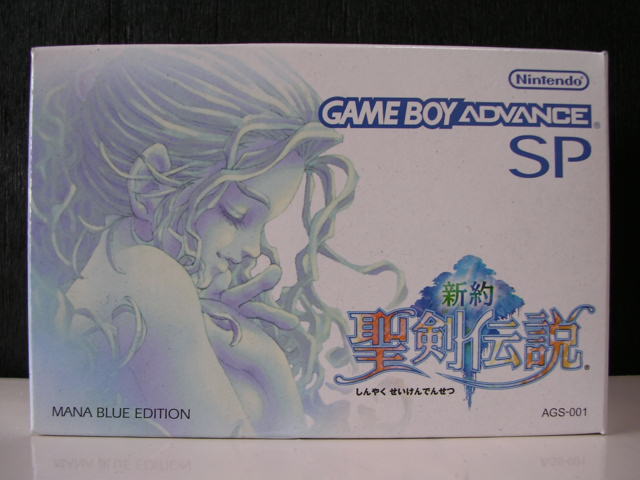 Nintendo
GAME BOY ADVANCE
SP
新約
聖剣伝説
しんやく せいけんでんせつ
MANA BLUE EDITION
AGS-001